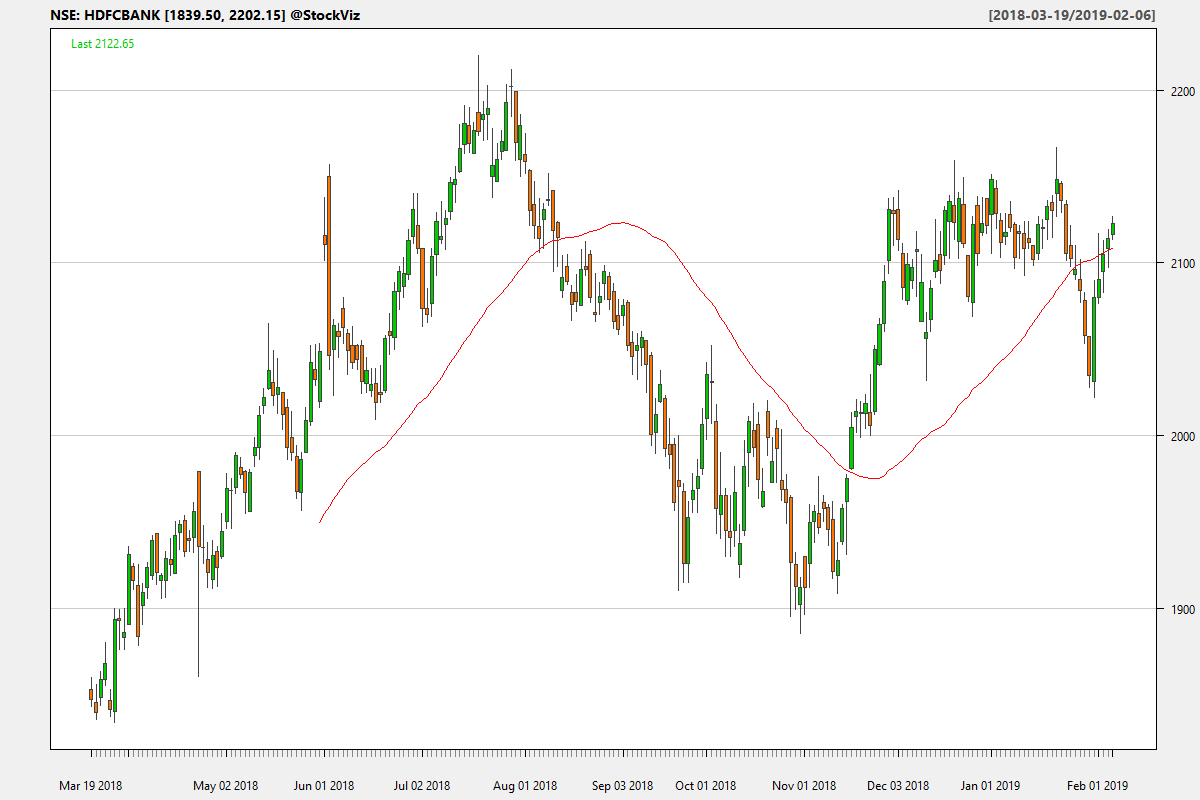 NSE: HDFCBANK [1839.50, 2202.15] @StockViz [2018-03-19/2019-02-06]
Last 2122.65
2200
2100
2000
1900
Mar 19 2018 May 02 2018 Jun 01 2018 Jul 02 2018 Aug 01 2018 Sep 03 2018 Oct 01 2018 Nov 01 2018 Dec 03 2018 Jan 01 2019 Feb 01 2019